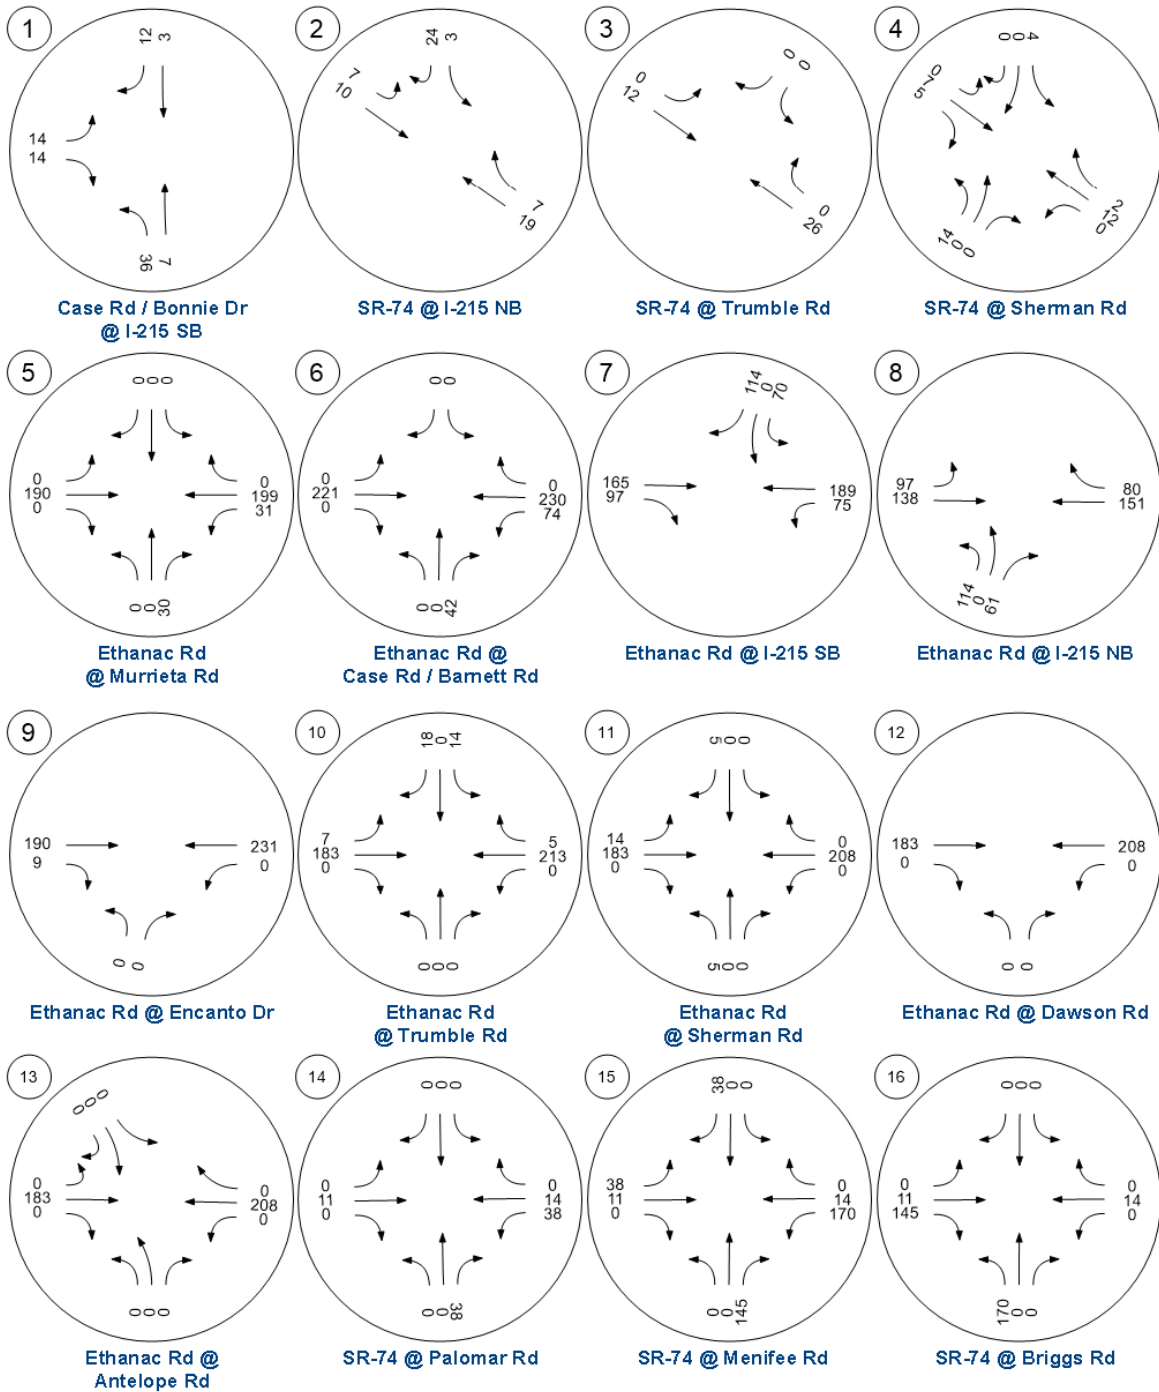 1
12 3
14
14
36 7
Case Rd / Bonnie Dr
@ I-215 SB
2
24 3
7
10
7
19
SR-74 @ I-215 NB
3
0 0
0
12
0
26
SR-74 @ Trumble Rd
4
0 0 4
0
7
5
2
12
0
14 0 0
SR-74 @ Sherman Rd
5
0 0 0
0
190
0
0
199
31
0 0 30
Ethanac Rd
@ Murrieta Rd
6
0 0
0
221
0
0
230
74
0 0 42
Ethanac Rd @
Case Rd / Barnett Rd
7
114 0 70
165
97
189
75
Ethanac Rd @ I-215 SB
8
97
138
80
151
114 0 61
Ethanac Rd @ I-215 NB
9
190
9
231
0
0 0
Ethanac Rd @ Encanto Dr
10
18 0 14
7
183
0
5
213
0
0 0 0
Ethanac Rd
@ Trumble Rd
11
5 0 0
14
183
0
0
208
0
5 0 0
Ethanac Rd
@ Sherman Rd
12
183
0
208
0
0 0
Ethanac Rd @ Dawson Rd
13
0 0 0
0
183
0
0
208
0
0 0 0
Ethanac Rd @
Antelope Rd
14
0 0 0
0
11
0
0
14
38
0 0 38
SR-74 @ Palomar Rd
15
38 0 0
38
11
0
0
14
170
0 0 145
SR-74 @ Menifee Rd
16
0 0 0
0
11
145
0
14
0
170 0 0
SR-74 @ Briggs Rd